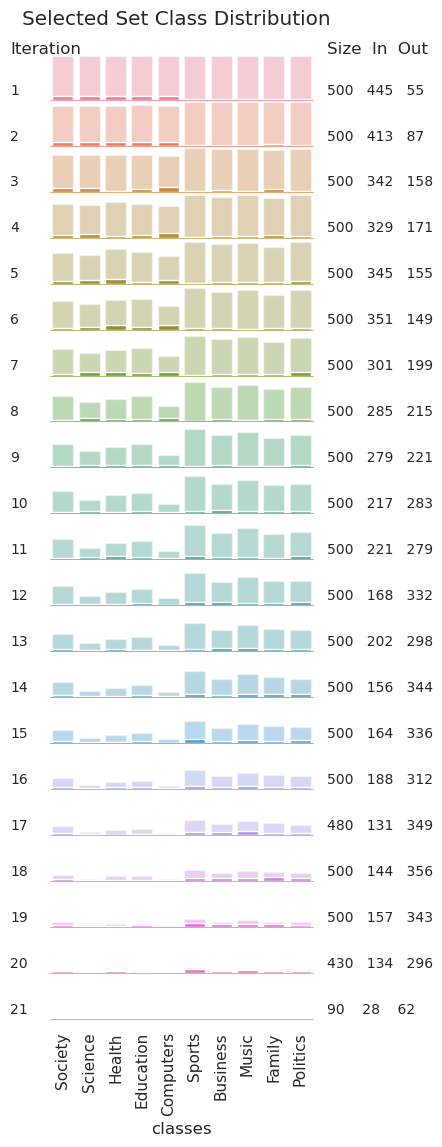 Selected Set Class Distribution
Iteration Size In Out
1 500 445 55
2 500 413 87
3 500 342 158
4 500 329 171
5 500 345 155
6 500 351 149
7 500 301 199
8 500 285 215
9 500 279 221
10 500 217 283
11 500 221 279
12 500 168 332
13 500 202 298
14 500 156 344
15 500 164 336
16 500 188 312
17 480 131 349
18 500 144 356
19 500 157 343
20 430 134 296
21 90 28 62
Society Science Health Education Computers Sports Business Music Family Politics
classes